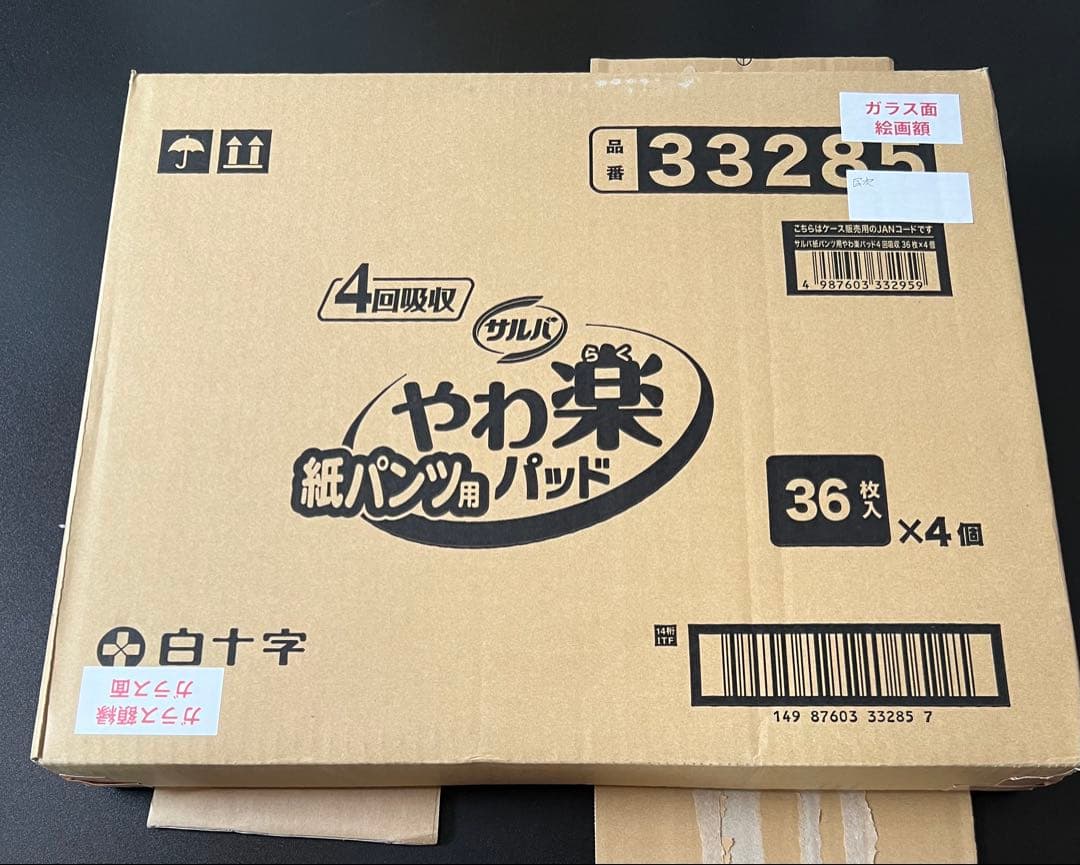 ガラス面
絵画額
品番
33285
こちらはケース販売用のJANコードです
サルバ紙パンツ用やわ楽パッド4回吸収 36枚×4個
4 987603 332959
4回吸収
サルバ
らく
やわ楽
紙パンツ用パッド
36枚入
×4個
白十字
14桁
ITF
149 87603 33285 7
ガラス額縁
ガラス面